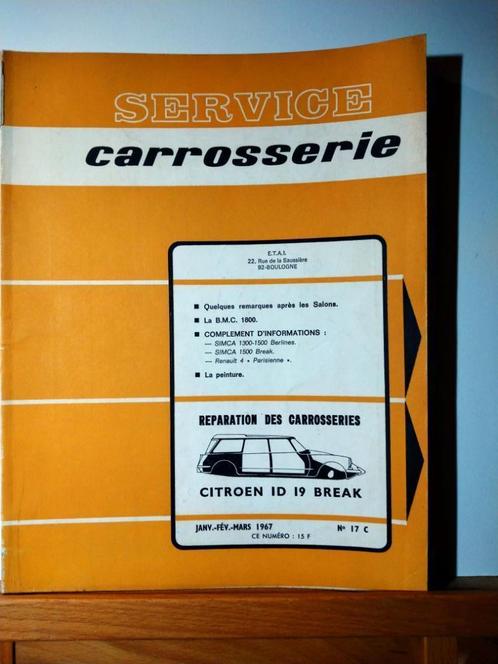 SERVICE
carrosserie
E.T.A.I.
22, Rue de la Saussière
92-BOULOGNE
■ Quelques remarques après les Salons.
■ La B.M.C. 1800.
■ COMPLEMENT D'INFORMATIONS :
— SIMCA 1300-1500 Berlines.
— SIMCA 1500 Break.
— Renault 4 « Parisienne ».
■ La peinture.
REPARATION DES CARROSSERIES
CITROEN ID 19 BREAK
JANV.-FÉV.-MARS 1967 N° 17 C
CE NUMÉRO : 15 F